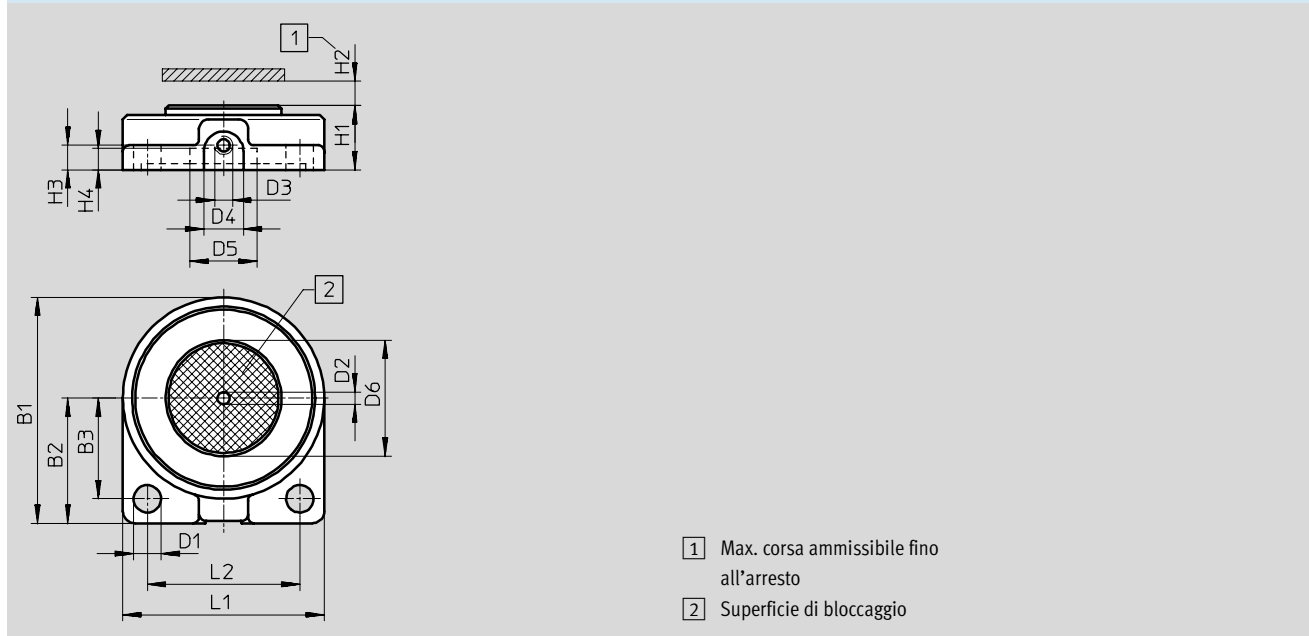 1
H2
H1
H3
H4
D3
D4
D5
2
D2
D6
B1
B2
B3
D1
L2
L1
1 Max. corsa ammissibile fino
all'arresto
2 Superficie di bloccaggio